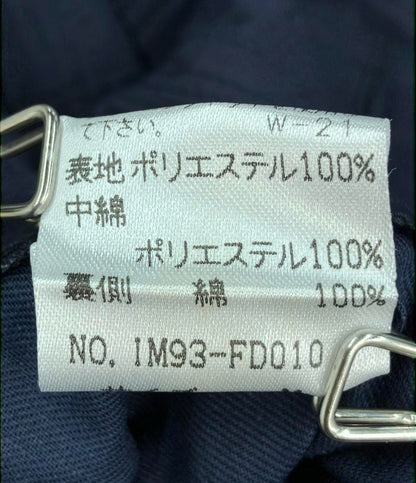 て下さい。 W-21
表地 ポリエステル100%
中綿
ポリエステル100%
裏側 綿 100%
NO. IM93-FD010